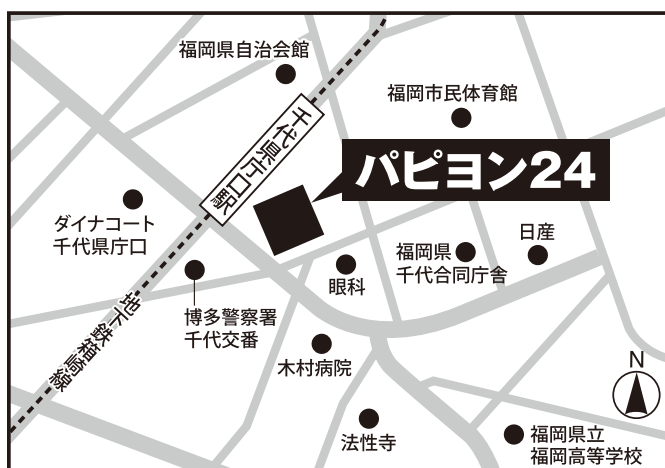 福岡県自治会館
福岡市民体育館
千代県庁口駅
パピヨン24
ダイナコート
千代県庁口
日産
福岡県
千代合同庁舎
眼科
博多警察署
千代交番
地下鉄箱崎線
木村病院
N
法性寺
福岡県立
福岡高等学校